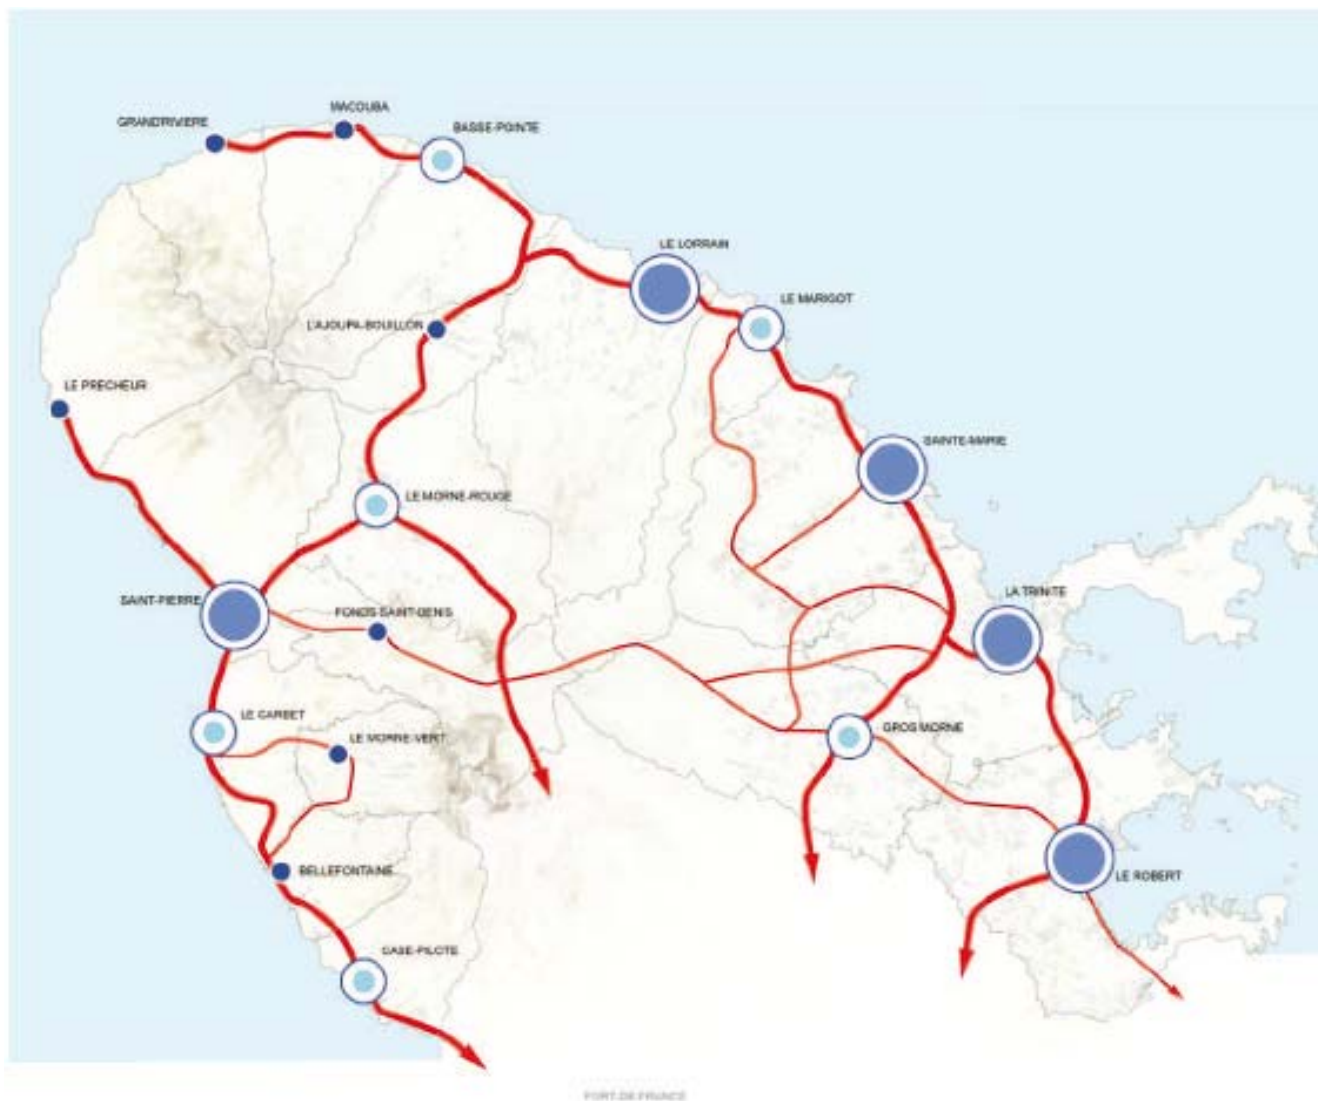 MACOUBA
GRAND'RIVIERE
BASSE-POINTE
LE LORRAIN
LE MARIGOT
L'AJOUPA-BOUILLON
LE PRECHEUR
SAINTE-MARIE
LE MORNE-ROUGE
LA TRINITE
SAINT-PIERRE
FONDS-SAINT-DENIS
LE CARBET
GROS MORNE
LE MORNE-VERT
BELLEFONTAINE
LE ROBERT
CASE-PILOTE
FORT-DE-FRANCE